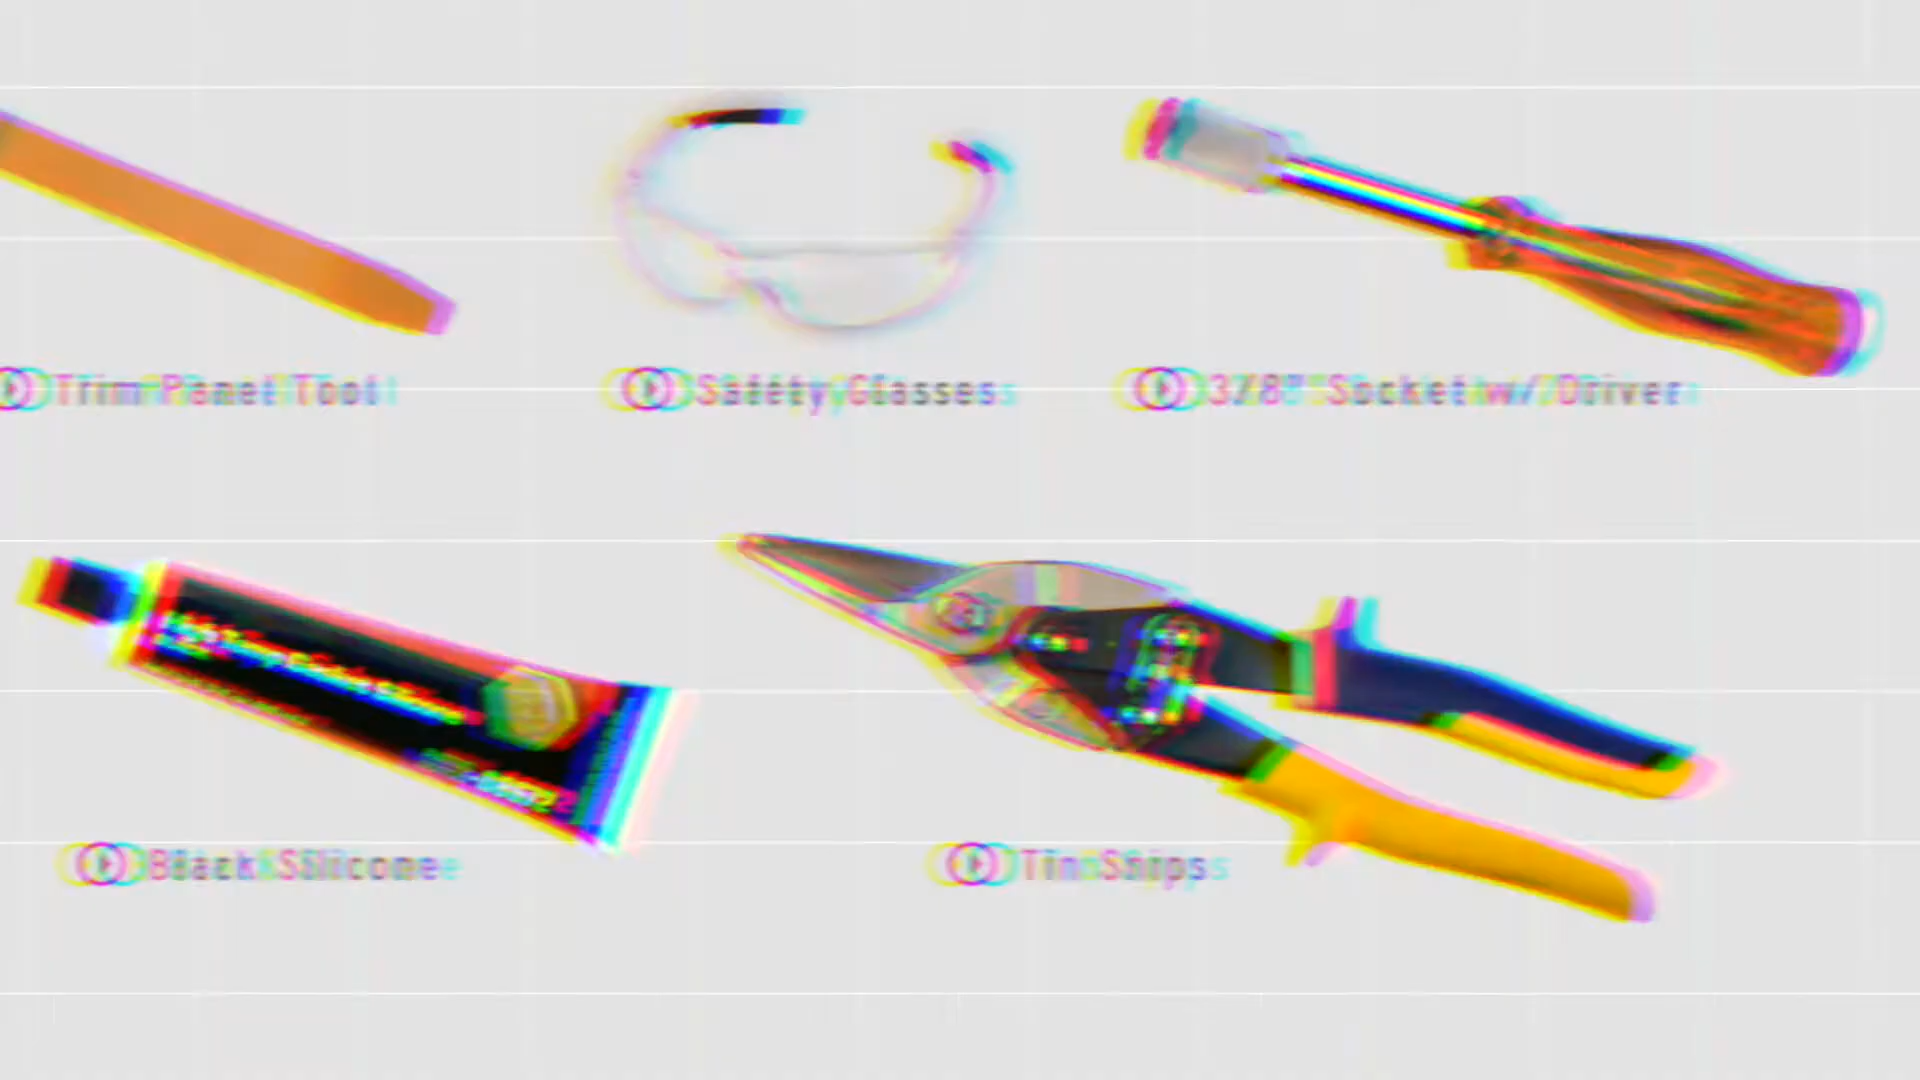 Trim Panel Tool
Safety Glasses
3/8" Socket w/ Driver
Black Silicone
Tin Snips